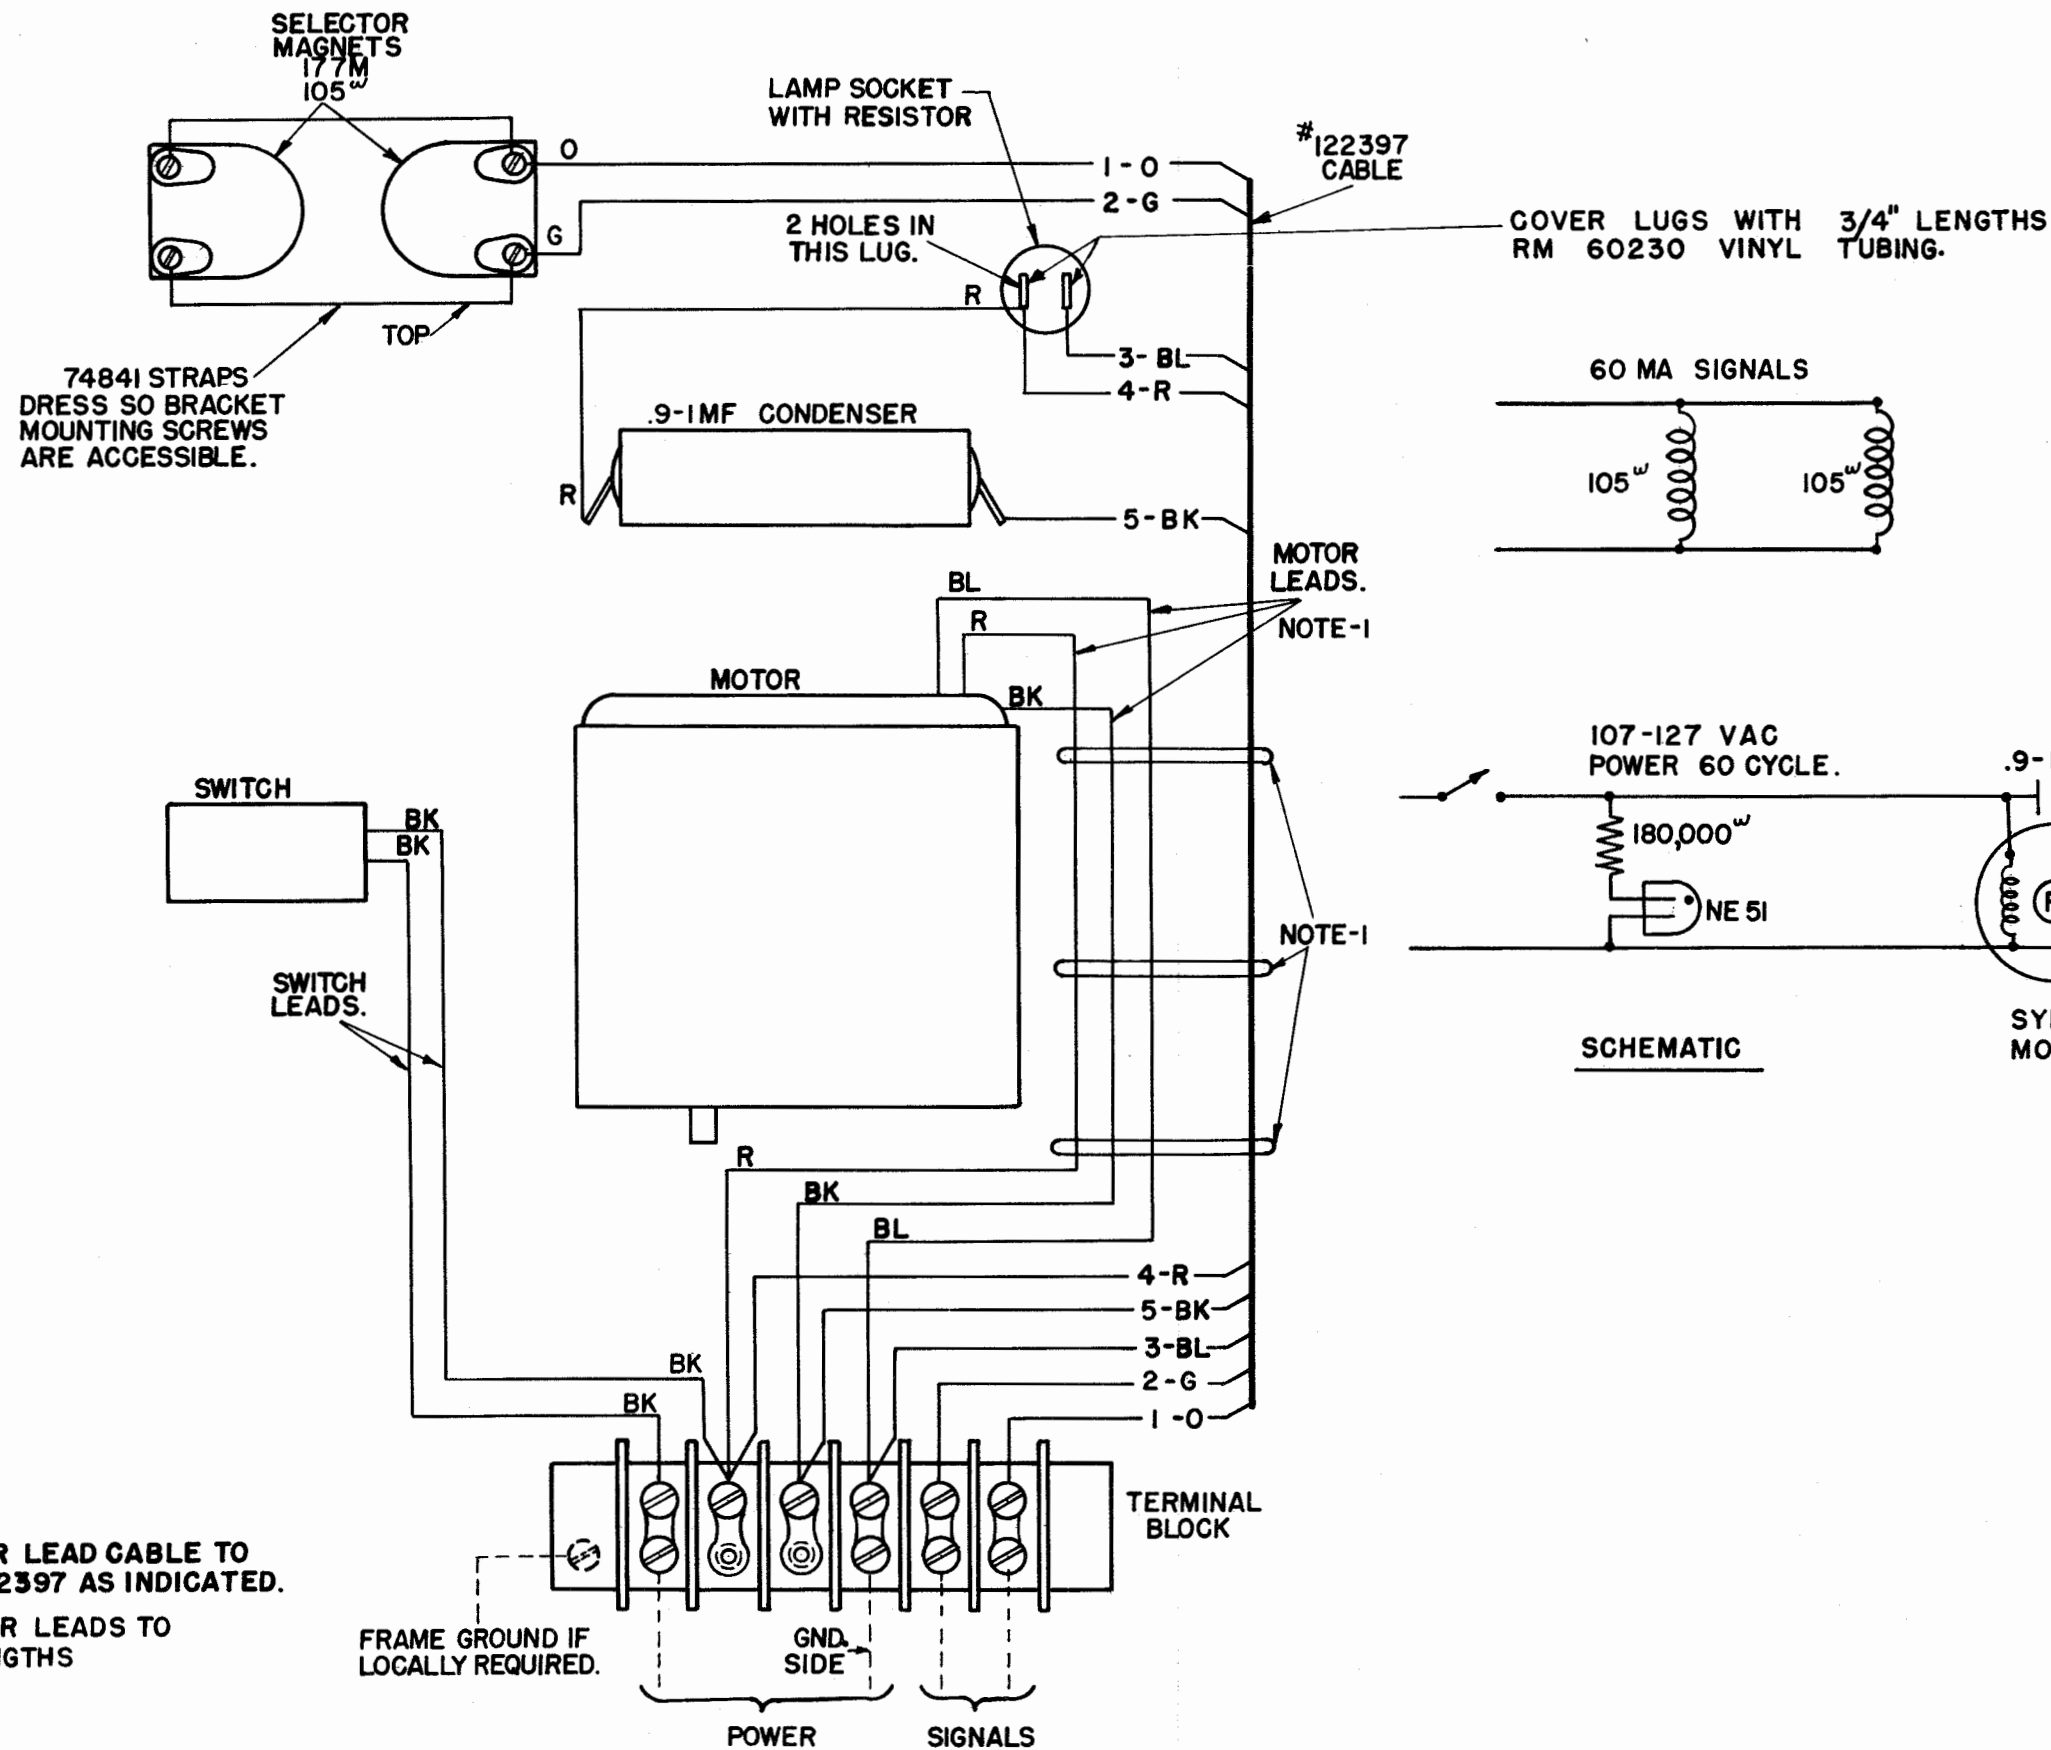 SELECTOR
MAGNETS
177M
105ω
LAMP SOCKET
WITH RESISTOR
#122397
CABLE
O
1-O
2-G
G
2 HOLES IN
THIS LUG.
COVER LUGS WITH 3/4" LENGTHS
RM 60230 VINYL TUBING.
R
TOP
3-BL
4-R
74841 STRAPS
DRESS SO BRACKET
MOUNTING SCREWS
ARE ACCESSIBLE.
.9-1MF CONDENSER
R
5-BK
60 MA SIGNALS
105ω
105ω
MOTOR
LEADS.
NOTE-1
BL
R
MOTOR
BK
107-127 VAC
POWER 60 CYCLE.
.9-
180,000ω
NE 51
SWITCH
BK
BK
NOTE-1
SWITCH
LEADS.
SCHEMATIC
MO
R
BK
BL
4-R
5-BK
3-BL
2-G
1-O
BK
BK
TERMINAL
BLOCK
R LEAD CABLE TO
2397 AS INDICATED.
R LEADS TO
GTHS
FRAME GROUND IF
LOCALLY REQUIRED.
GND.
SIDE
POWER
SIGNALS